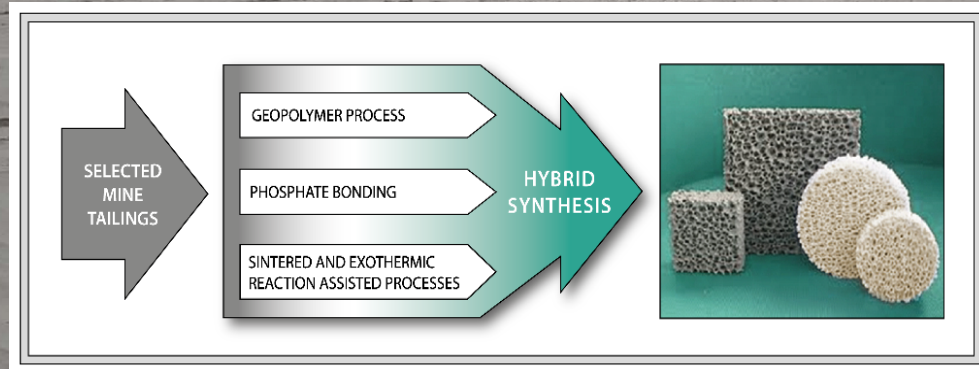 SELECTED
MINE
TAILINGS
GEOPOLYMER PROCESS
PHOSPHATE BONDING
SINTERED AND EXOTHERMIC
REACTION ASSISTED PROCESSES
HYBRID
SYNTHESIS